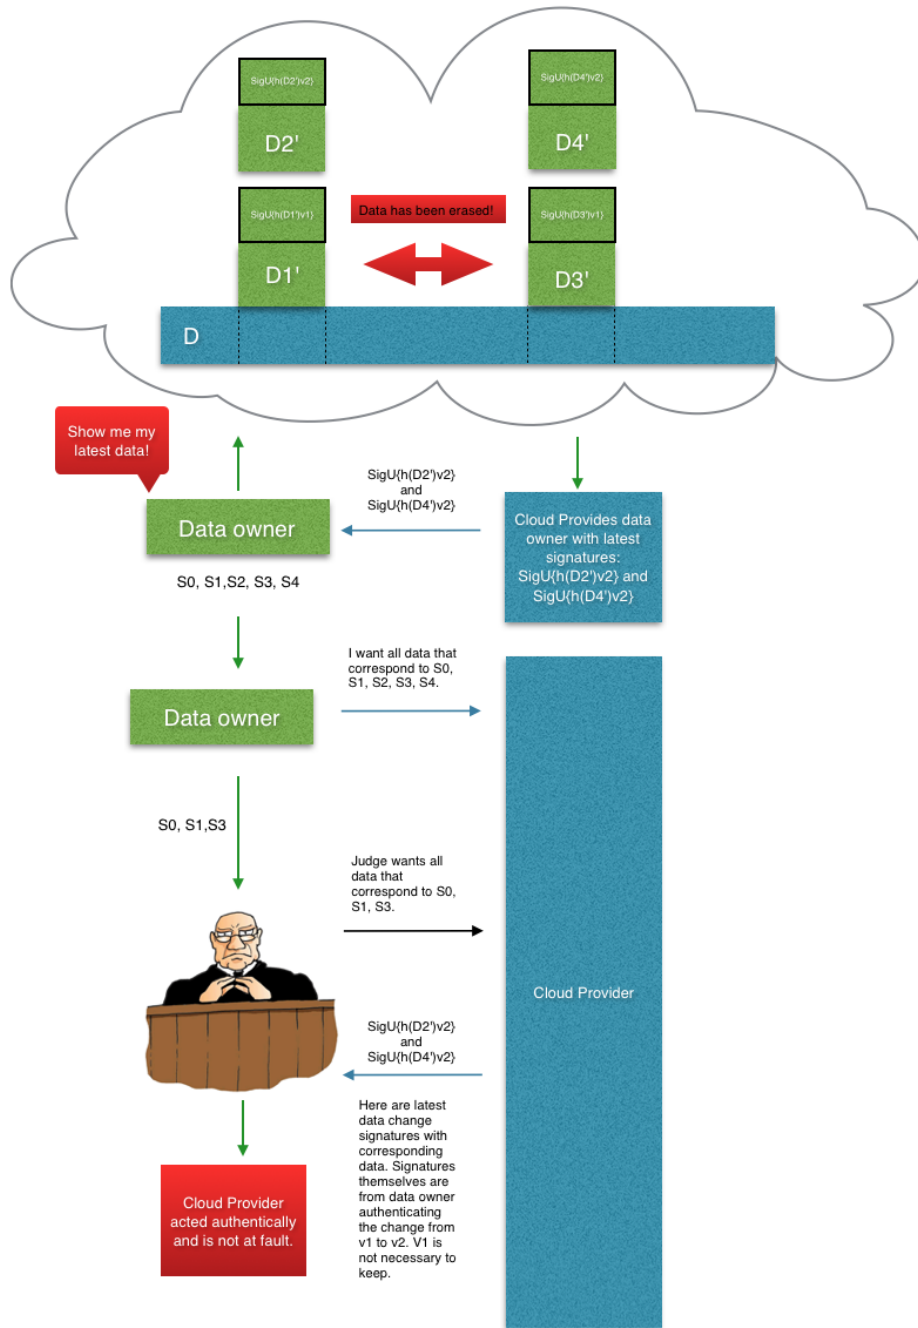 SigU{h(D2')v2}
SigU{h(D4')v2}
D2'
D4'
SigU{h(D1')v1}
Data has been erased!
SigU{h(D3')v1}
D1'
D3'
D
Show me my
latest data!
SigU{h(D2')v2}
and
SigU{h(D4')v2}
Data owner
Cloud Provides data
owner with latest
signatures:
SigU{h(D2')v2} and
SigU{h(D4')v2}
S0, S1,S2, S3, S4
I want all data that
correspond to S0,
S1, S2, S3, S4.
Data owner
S0, S1,S3
Judge wants all
data that
correspond to S0,
S1, S3.
Cloud Provider
SigU{h(D2')v2}
and
SigU{h(D4')v2}
Here are latest
data change
signatures with
corresponding
data. Signatures
themselves are
from data owner
authenticating
the change from
v1 to v2. V1 is
not necessary to
keep.
Cloud Provider
acted authentically
and is not at fault.